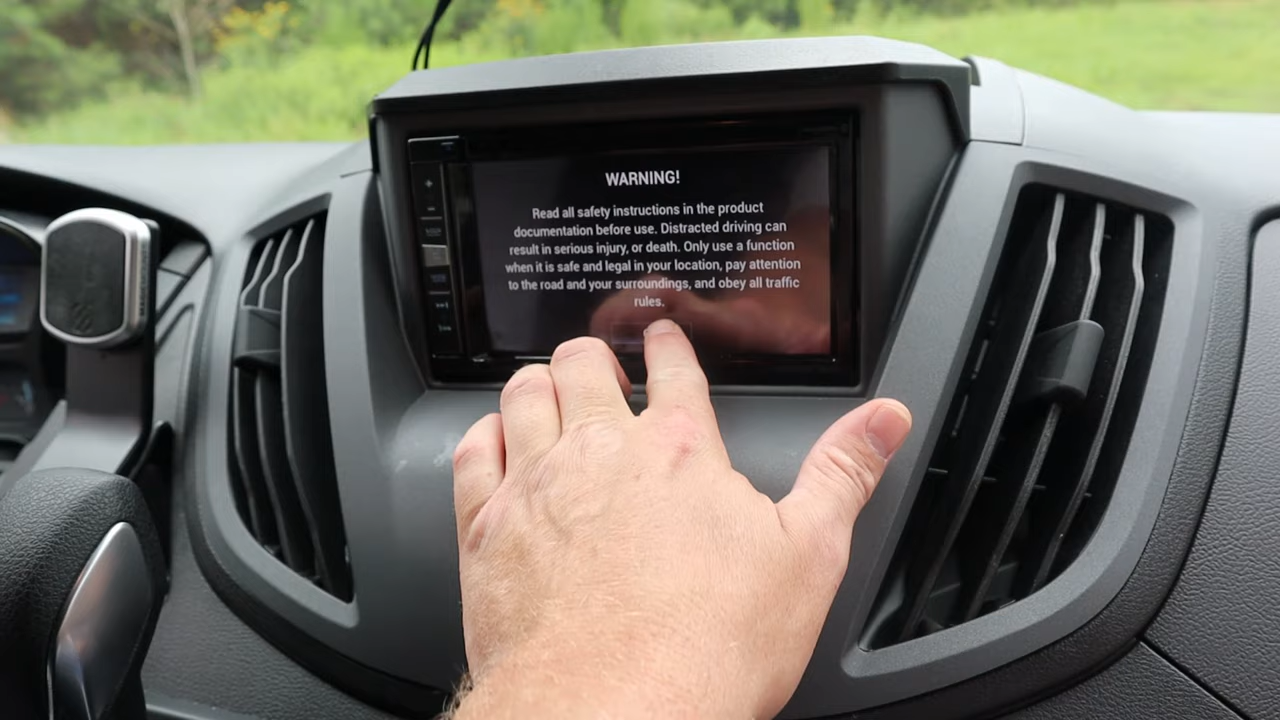 WARNING!
Read all safety instructions in the product
documentation before use. Distracted driving can
result in serious injury, or death. Only use a function
when it is safe and legal in your location, pay attention
to the road and your surroundings, and obey all traffic
rules.